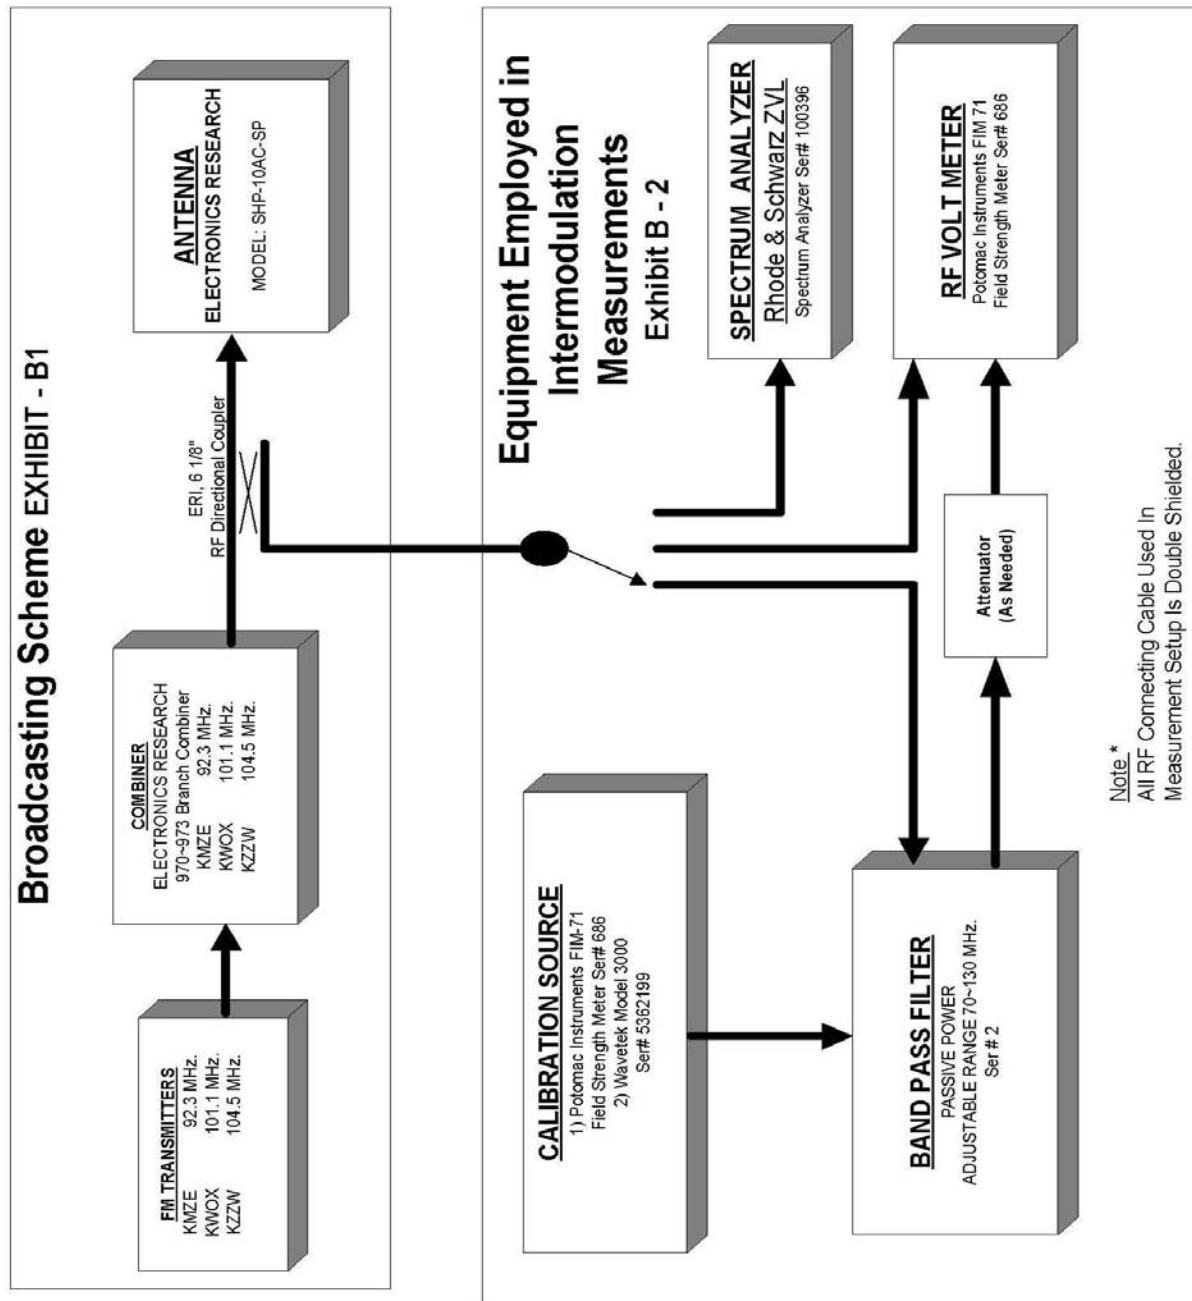 Broadcasting Scheme EXHIBIT - B1
FM TRANSMITTERS
KMZE 92.3 MHz.
KWOX 101.1 MHz.
KZZW 104.5 MHz.
COMBINER
ELECTRONICS RESEARCH
970~973 Branch Combiner
KMZE 92.3 MHz.
KWOX 101.1 MHz.
KZZW 104.5 MHz.
ERI, 6 1/8"
RF Directional Coupler
ANTENNA
ELECTRONICS RESEARCH
MODEL: SHP-10AC-SP
Equipment Employed in
Intermodulation
Measurements
Exhibit B - 2
CALIBRATION SOURCE
1) Potomac Instruments FIM-71
Field Strength Meter Ser# 686
2) Wavetek Model 3000
Ser# 5362199
SPECTRUM ANALYZER
Rhode & Schwarz ZVL
Spectrum Analyzer Ser# 100396
BAND PASS FILTER
PASSIVE POWER
ADJUSTABLE RANGE 70~130 MHz.
Ser # 2
Attenuator
(As Needed)
RF VOLT METER
Potomac Instruments FIM 71
Field Strength Meter Ser# 686
Note *
All RF Connecting Cable Used In
Measurement Setup Is Double Shielded.